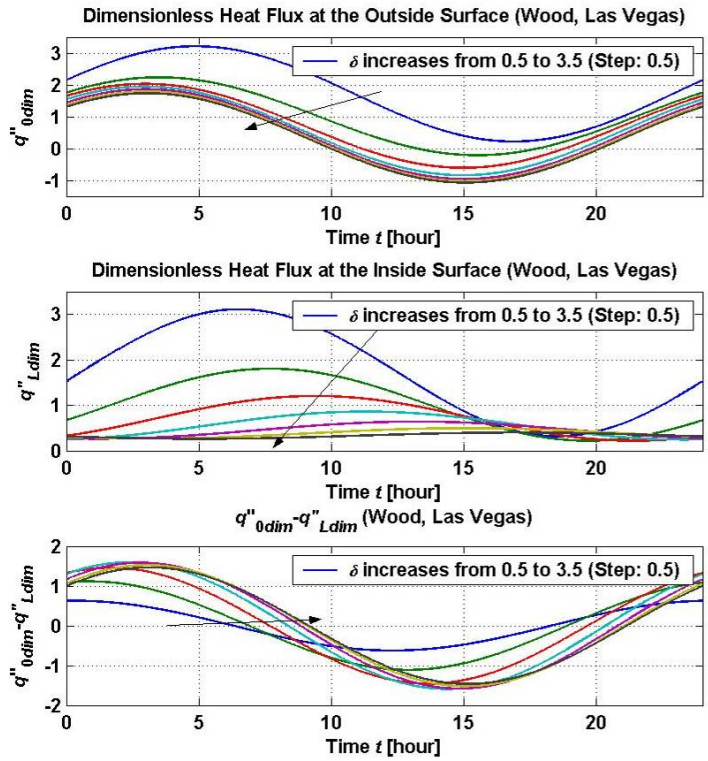 Dimensionless Heat Flux at the Outside Surface (Wood, Las Vegas)
δ increases from 0.5 to 3.5 (Step: 0.5)
q''0dim
3
2
1
0
-1
0 5 10 15 20
Time t [hour]
Dimensionless Heat Flux at the Inside Surface (Wood, Las Vegas)
δ increases from 0.5 to 3.5 (Step: 0.5)
q''Ldim
3
2
1
0
0 5 10 15 20
Time t [hour]
q''0dim-q''Ldim (Wood, Las Vegas)
δ increases from 0.5 to 3.5 (Step: 0.5)
q''0dim-q''Ldim
2
1
0
-1
-2
0 5 10 15 20
Time t [hour]